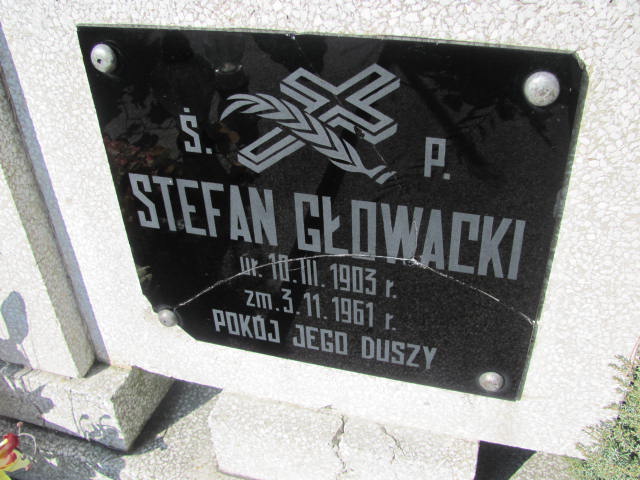 Ś. P.
STEFAN GŁOWACKI
ur. 10. III. 1903 r.
zm. 3. 11. 1961 r.
POKÓJ JEGO DUSZY